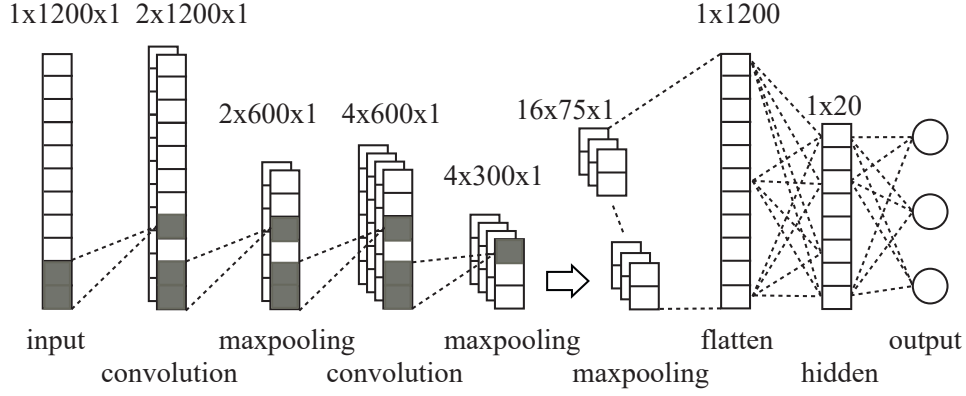 1x1200x1
2x1200x1
1x1200
2x600x1
4x600x1
16x75x1
1x20
4x300x1
input
maxpooling
maxpooling
flatten
output
convolution
convolution
maxpooling
hidden